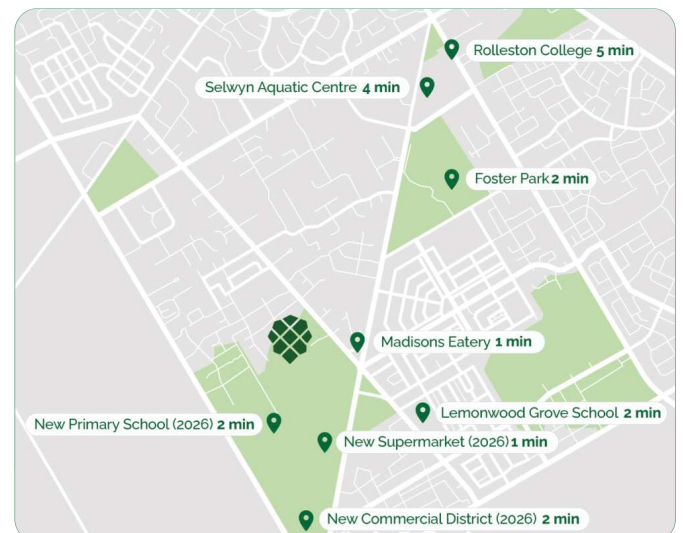 Rolleston College 5 min
Selwyn Aquatic Centre 4 min
Foster Park 2 min
Madisons Eatery 1 min
Lemonwood Grove School 2 min
New Primary School (2026) 2 min
New Supermarket (2026) 1 min
New Commercial District (2026) 2 min